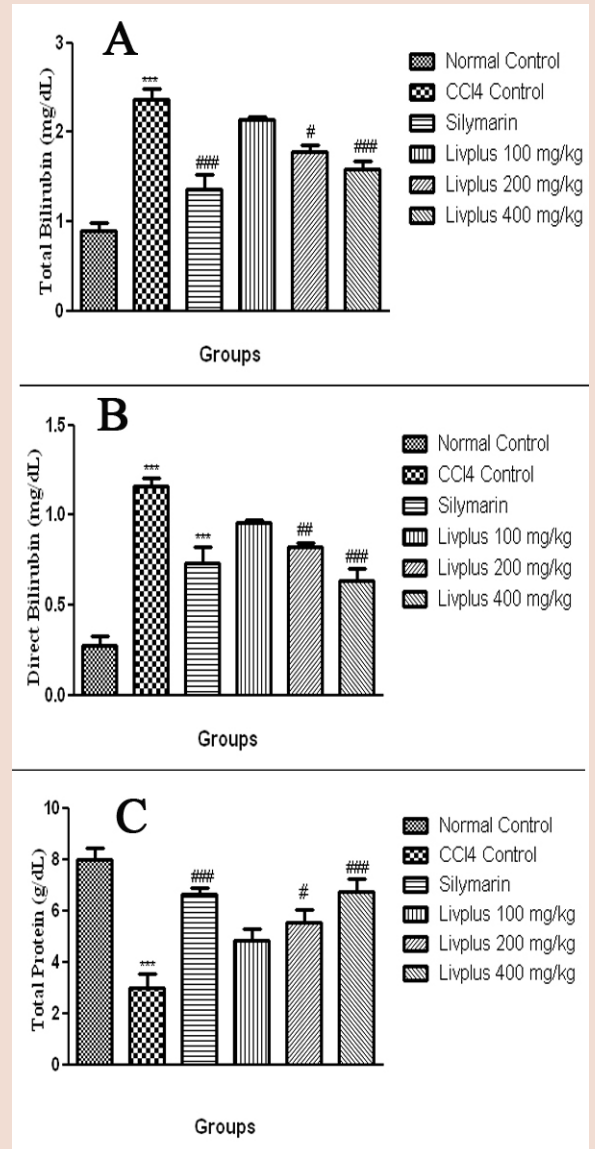 A
Total Bilirubin (mg/dL)
3
2
1
0
***
###
#
###
Groups
Normal Control
CCl4 Control
Silymarin
Livplus 100 mg/kg
Livplus 200 mg/kg
Livplus 400 mg/kg
B
Direct Bilirubin (mg/dL)
1.5
1.0
0.5
0.0
***
***
##
###
Groups
Normal Control
CCl4 Control
Silymarin
Livplus 100 mg/kg
Livplus 200 mg/kg
Livplus 400 mg/kg
C
Total Protein (g/dL)
10
8
6
4
2
0
***
###
#
###
Groups
Normal Control
CCl4 Control
Silymarin
Livplus 100 mg/kg
Livplus 200 mg/kg
Livplus 400 mg/kg